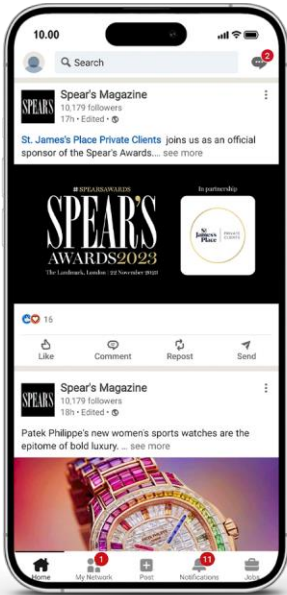 10.00
Search
2
SPEAR'S
Spear's Magazine
10,179 followers
17h • Edited •
St. James's Place Private Clients joins us as an official
sponsor of the Spear's Awards.... see more
#SPEARSAWARDS
SPEAR'S
AWARDS2023
The Landmark, London | 22 November 2023
In partnership
St
James's
Place
PRIVATE
CLIENTS
16
Like
Comment
Repost
Send
SPEAR'S
Spear's Magazine
10,179 followers
18h • Edited •
Patek Philippe's new women's sports watches are the
epitome of bold luxury. ... see more
Home
1
My Network
Post
11
Notifications
Jobs